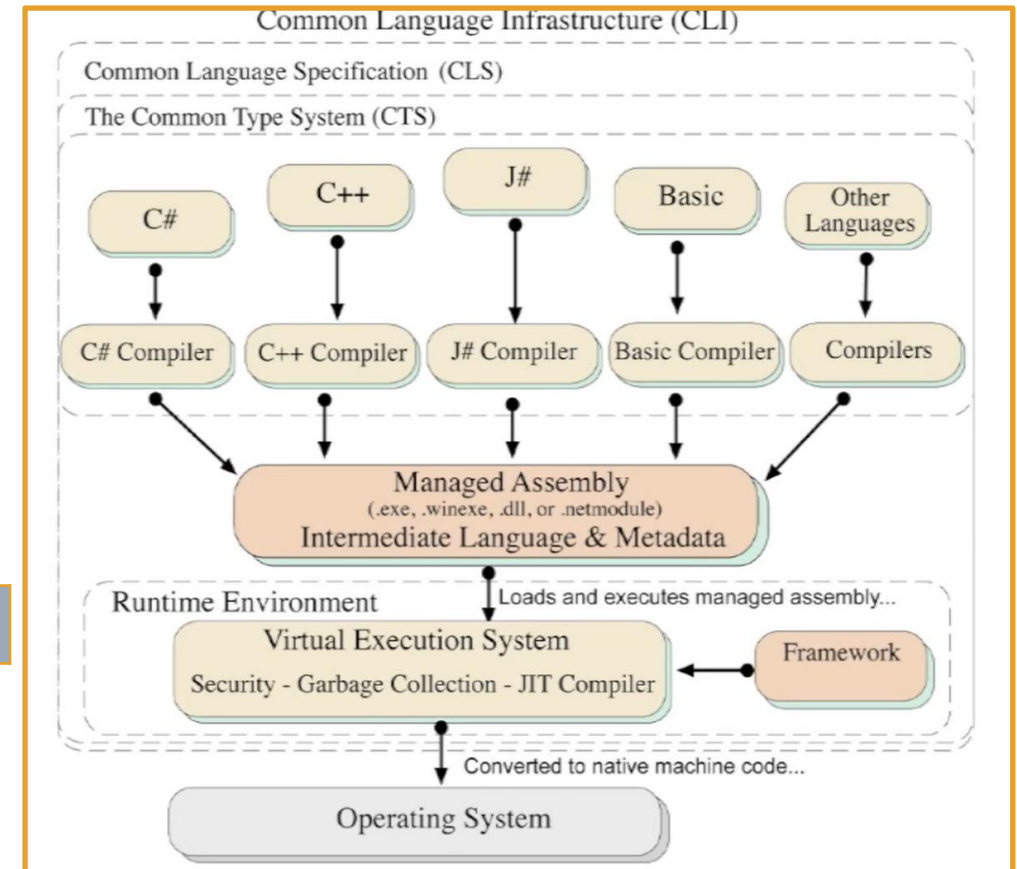 Common Language Infrastructure (CLI)
Common Language Specification (CLS)
The Common Type System (CTS)
C#
C++
J#
Basic
Other
Languages
C# Compiler
C++ Compiler
J# Compiler
Basic Compiler
Compilers
Managed Assembly
(.exe, .winexe, .dll, or .netmodule)
Intermediate Language & Metadata
Runtime Environment
Loads and executes managed assembly...
Virtual Execution System
Security - Garbage Collection - JIT Compiler
Framework
Converted to native machine code...
Operating System